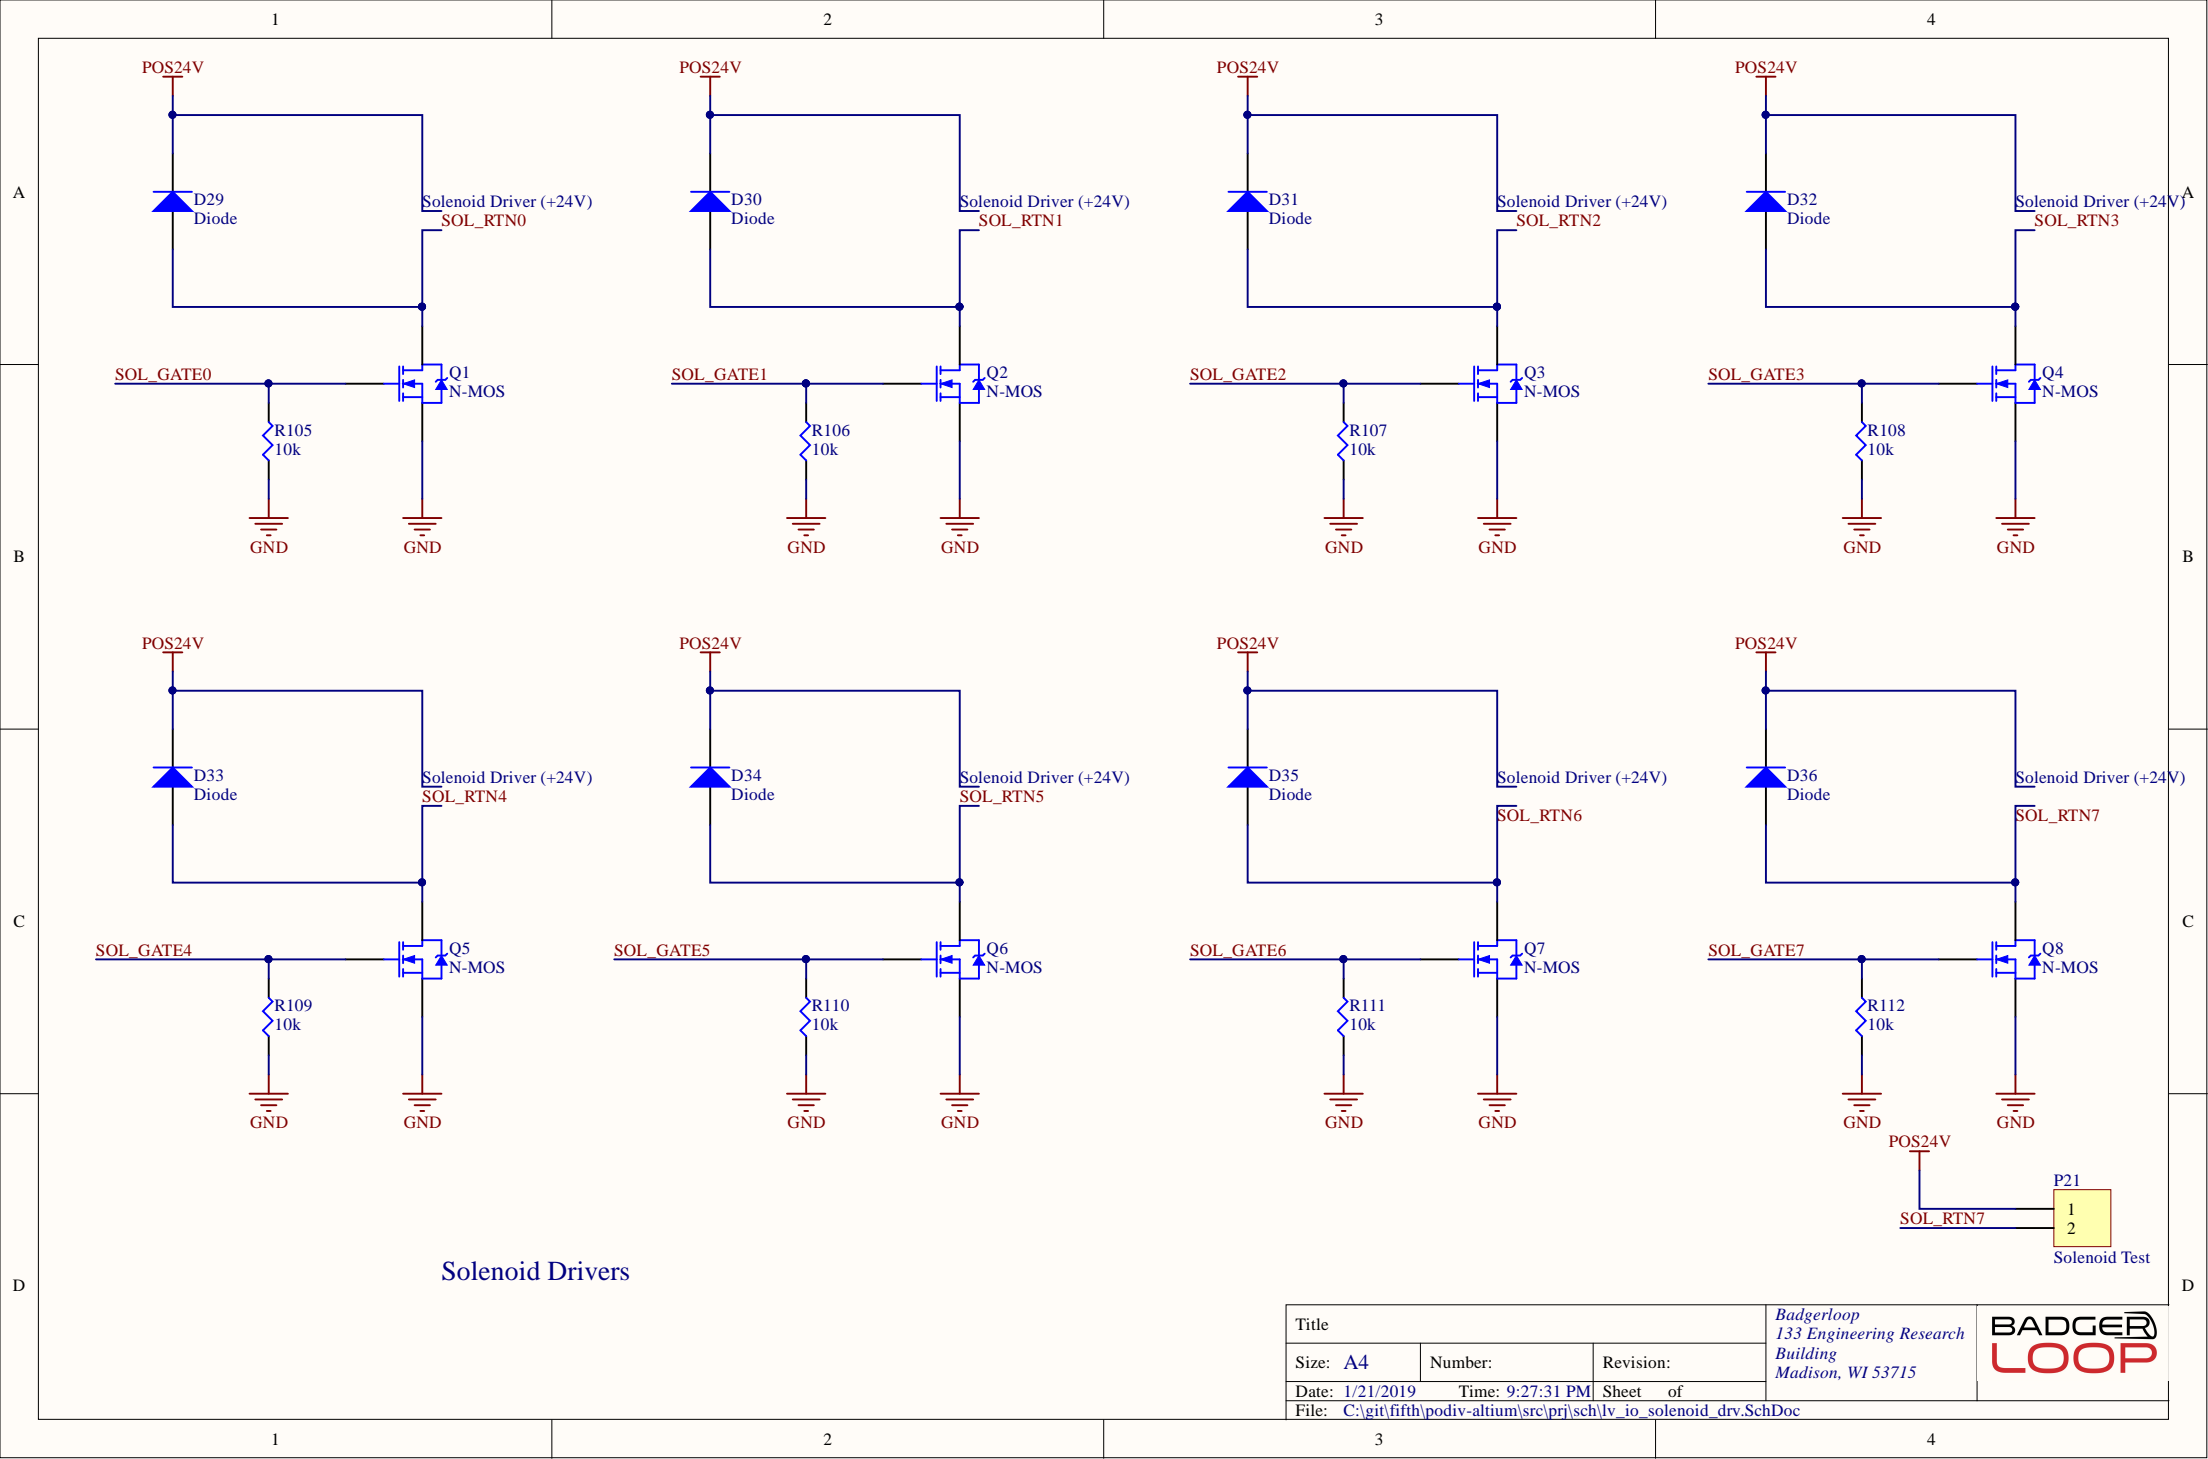 1 2 3 4
POS24V POS24V POS24V POS24V
A A
D29 Solenoid Driver (+24V) D30 Solenoid Driver (+24V) D31 Solenoid Driver (+24V) D32 Solenoid Driver (+24V)
Diode SOL_RTN0 Diode SOL_RTN1 Diode SOL_RTN2 Diode SOL_RTN3
SOL_GATE0 Q1 SOL_GATE1 Q2 SOL_GATE2 Q3 SOL_GATE3 Q4
N-MOS N-MOS N-MOS N-MOS
R105 R106 R107 R108
10k 10k 10k 10k
GND GND GND GND GND GND GND GND
B B
POS24V POS24V POS24V POS24V
D33 Solenoid Driver (+24V) D34 Solenoid Driver (+24V) D35 Solenoid Driver (+24V) D36 Solenoid Driver (+24V)
Diode SOL_RTN4 Diode SOL_RTN5 Diode SOL_RTN6 Diode SOL_RTN7
C C
SOL_GATE4 Q5 SOL_GATE5 Q6 SOL_GATE6 Q7 SOL_GATE7 Q8
N-MOS N-MOS N-MOS N-MOS
R109 R110 R111 R112
10k 10k 10k 10k
GND GND GND GND GND GND GND GND
POS24V
P21
1
SOL_RTN7 2
Solenoid Test
Solenoid Drivers
D D
Title
Size: A4 Number: Revision:
Date: 1/21/2019 Time: 9:27:31 PM Sheet of
File: C:\git\fifth\podiv-altium\src\prj\sch\lv_io_solenoid_drv.SchDoc
Badgerloop
133 Engineering Research
Building
Madison, WI 53715
BADGER
LOOP
1 2 3 4